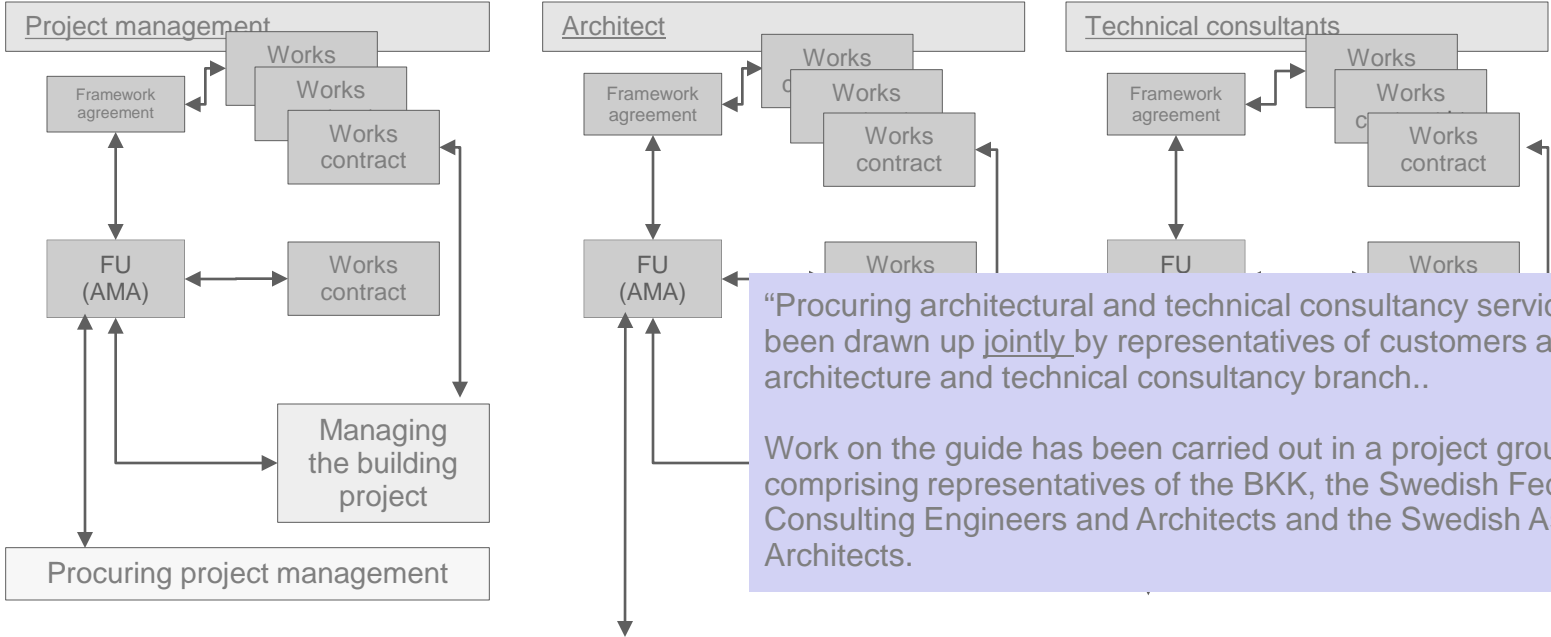 Project management
Works
Works
Works
contract
Framework
agreement
FU
(AMA)
Works
contract
Managing
the building
project
Procuring project management
Architect
Works
Works
Works
contract
Framework
agreement
FU
(AMA)
Works
Technical consultants
Works
Works
Works
contract
Framework
agreement
FU
Works
“Procuring architectural and technical consultancy
been drawn up jointly by representatives of customers
architecture and technical consultancy branch..
Work on the guide has been carried out in a project
comprising representatives of the BKK, the Swedish
Consulting Engineers and Architects and the Swedish
Architects.